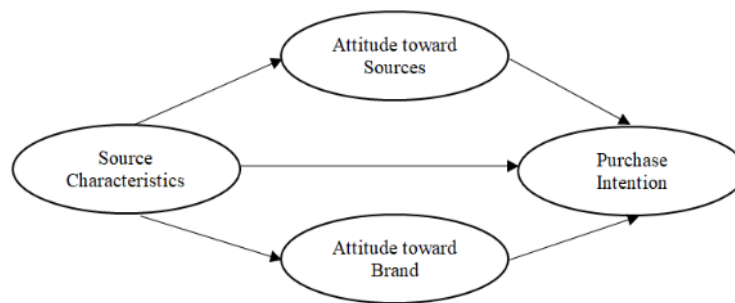 Attitude toward
Sources
Source
Characteristics
Purchase
Intention
Attitude toward
Brand